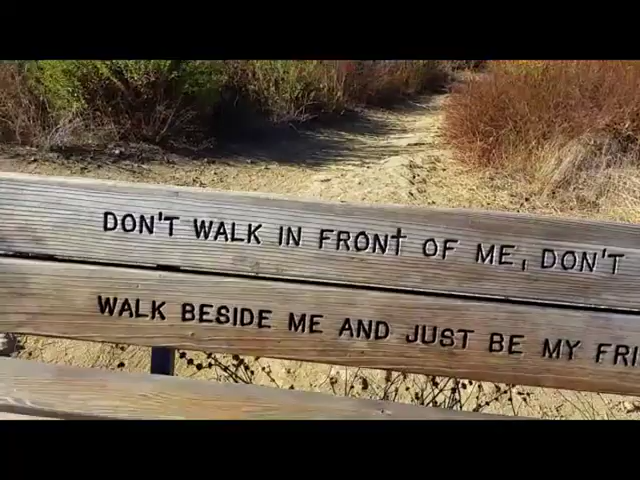 DON'T WALK IN FRONT OF ME, DON'T
WALK BESIDE ME AND JUST BE MY